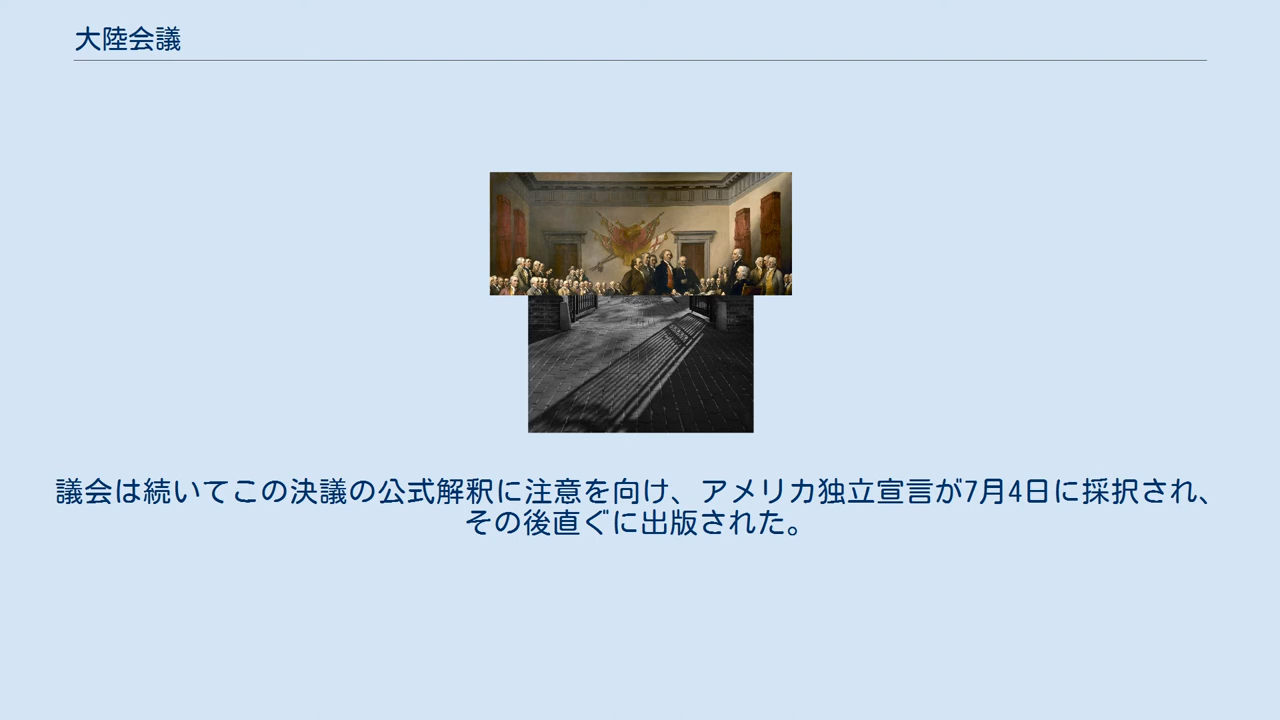 大陸会議
議会は続いてこの決議の公式解釈に注意を向け、アメリカ独立宣言が7月4日に採択され、
その後直ぐに出版された。